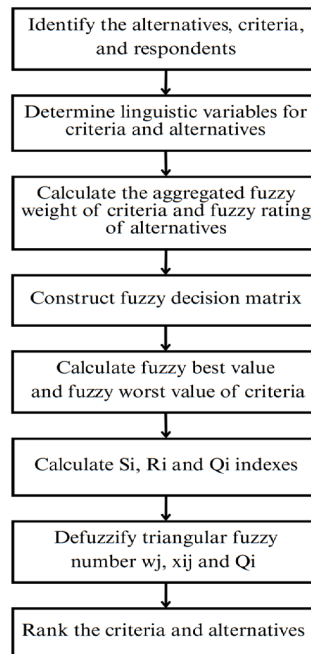 Identify the alternatives, criteria,
and respondents
Determine linguistic variables for
criteria and alternatives
Calculate the aggregated fuzzy
weight of criteria and fuzzy rating
of alternatives
Construct fuzzy decision matrix
Calculate fuzzy best value
and fuzzy worst value of criteria
Calculate Si, Ri and Qi indexes
Defuzzify triangular fuzzy
number wj, xij and Qi
Rank the criteria and alternatives